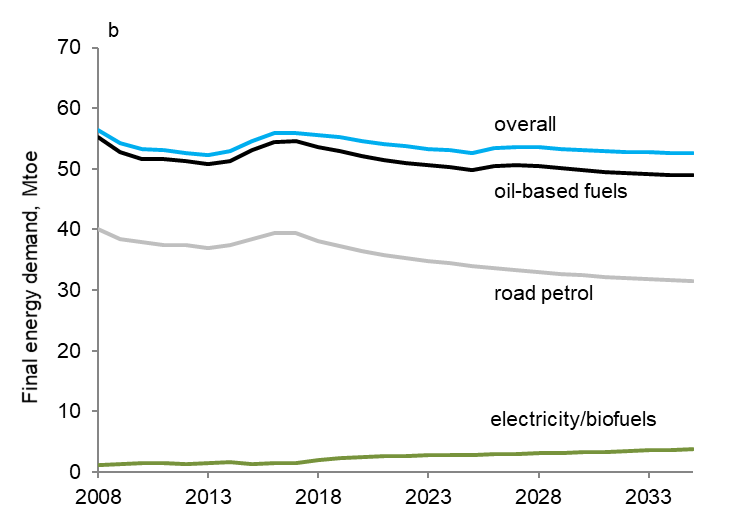 b
70
60
50
40
30
20
10
0
Final energy demand, Mtoe
overall
oil-based fuels
road petrol
electricity/biofuels
2008 2013 2018 2023 2028 2033